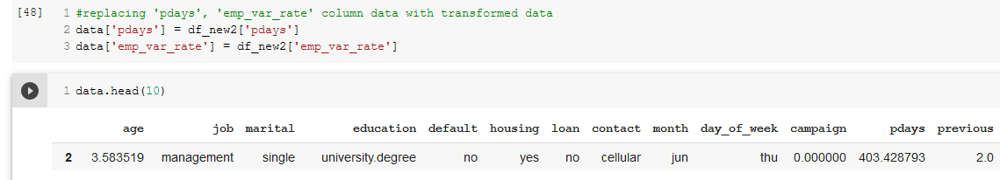 [48] 1 #replacing 'pdays', 'emp_var_rate' column data with transformed data
2 data['pdays'] = df_new2['pdays']
3 data['emp_var_rate'] = df_new2['emp_var_rate']
1 data.head(10)
age job marital education default housing loan contact month day_of_week campaign pdays previous
2 3.583519 management single university.degree no yes no cellular jun thu 0.000000 403.428793 2.0